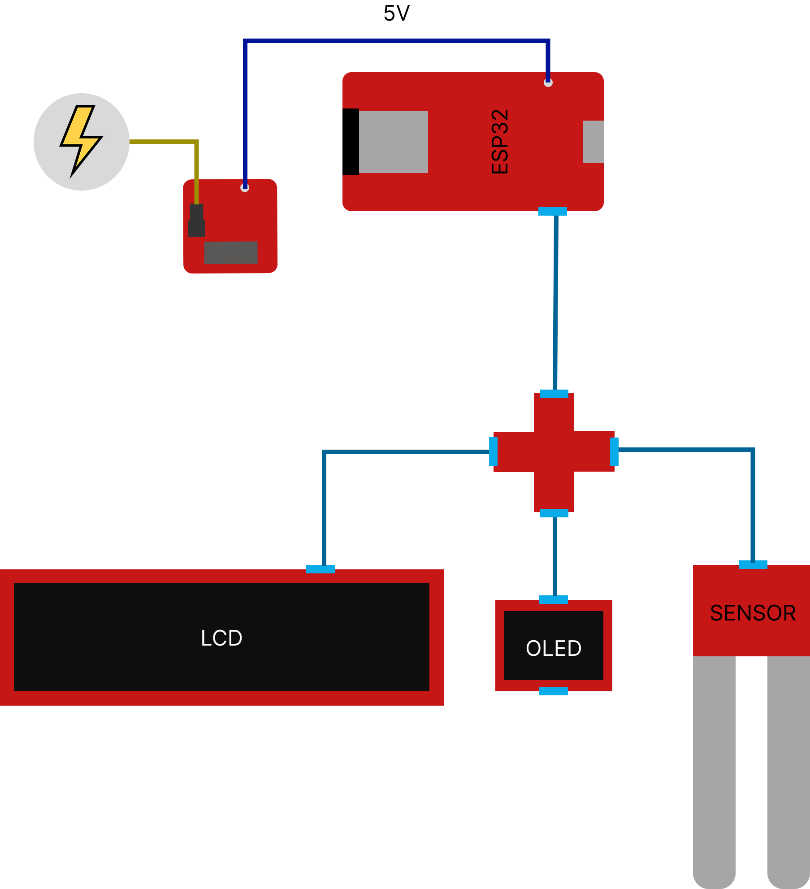 5V
ESP32
LCD
OLED
SENSOR